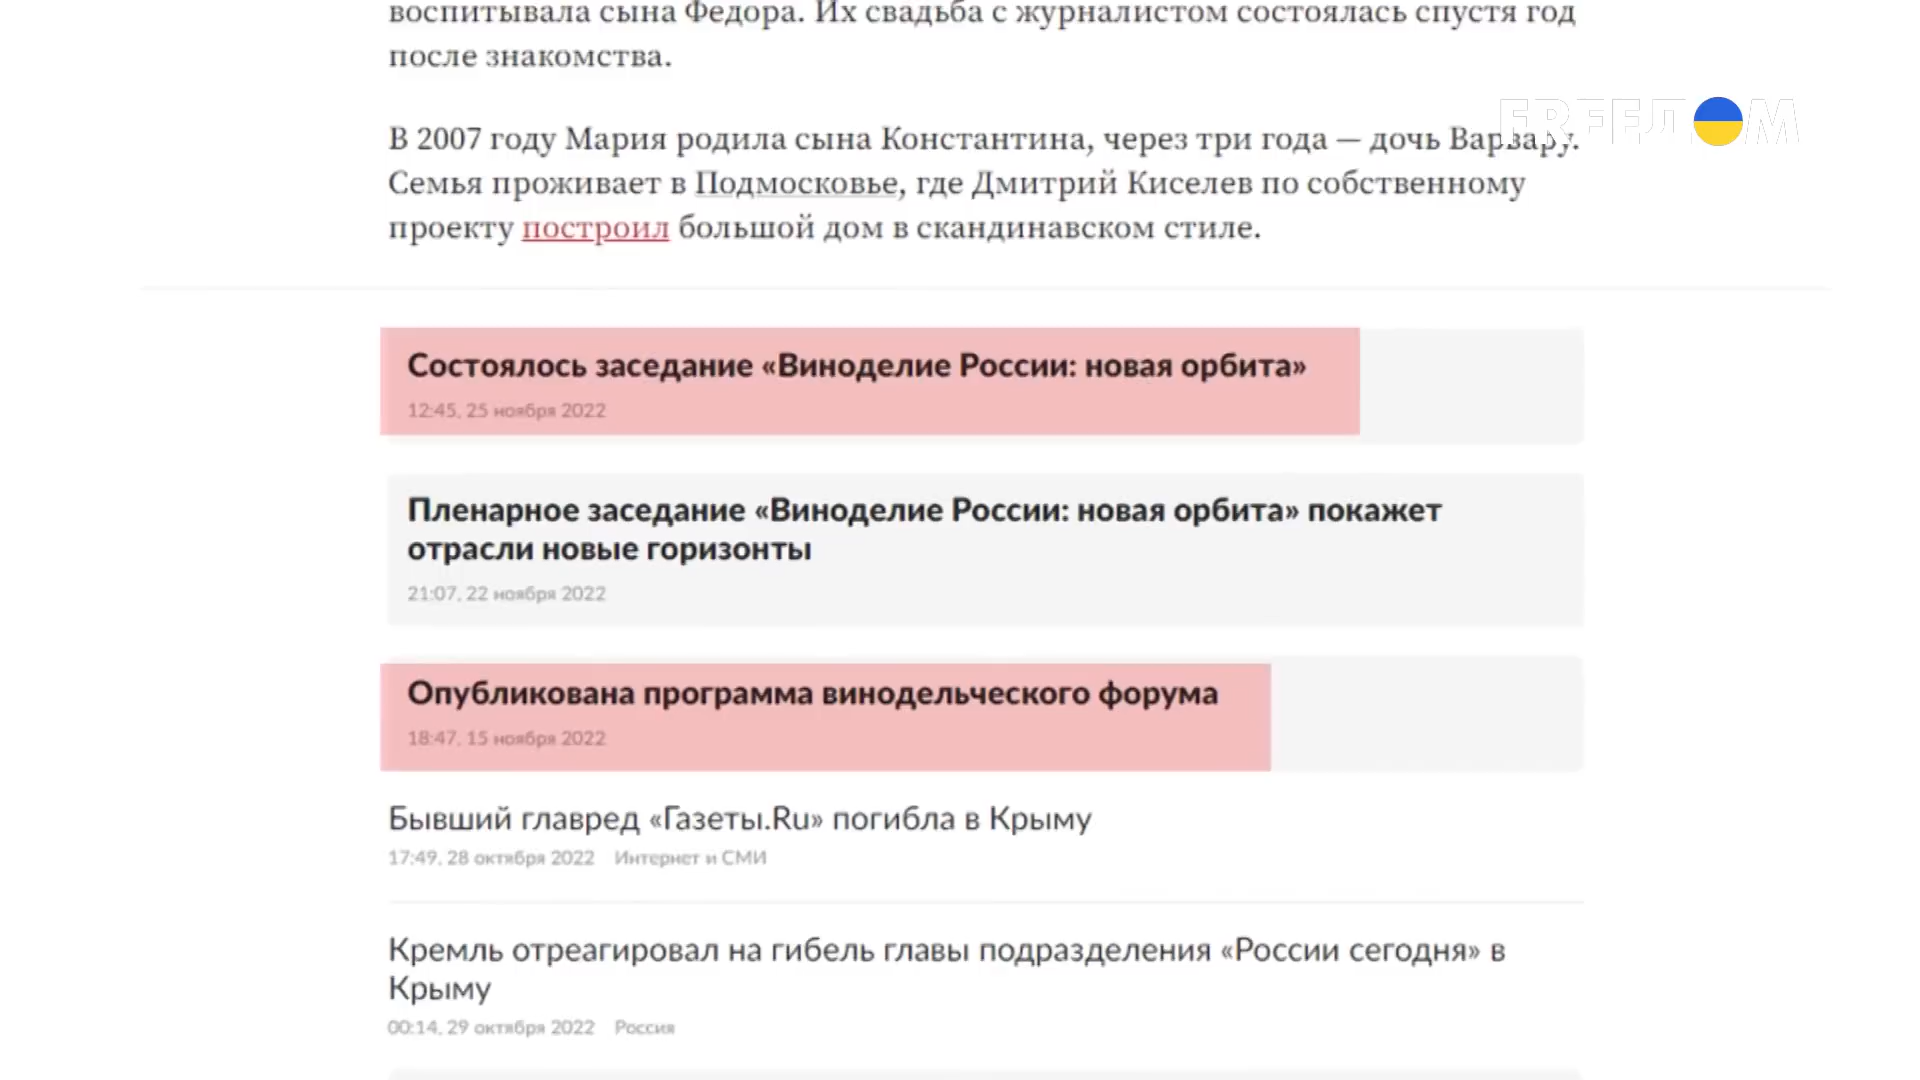 воспитывала сына Федора. Их свадьба с журналистом состоялась спустя год
после знакомства.
FREEДOM
В 2007 году Мария родила сына Константина, через три года — дочь Варвару.
Семья проживает в Подмосковье, где Дмитрий Киселев по собственному
проекту построил большой дом в скандинавском стиле.
Состоялось заседание «Виноделие России: новая орбита»
12:45, 25 ноября 2022
Пленарное заседание «Виноделие России: новая орбита» покажет
отрасли новые горизонты
21:07, 22 ноября 2022
Опубликована программа винодельческого форума
18:47, 15 ноября 2022
Бывший главред «Газеты.Ru» погибла в Крыму
17:49, 28 октября 2022 Интернет и СМИ
Кремль отреагировал на гибель главы подразделения «России сегодня» в
Крыму
00:14, 29 октября 2022 Россия